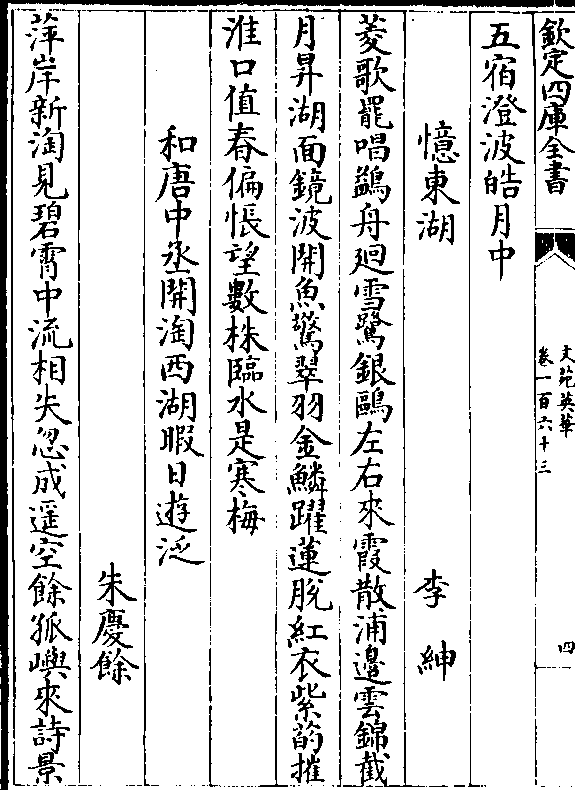 欽定四庫全書
文苑英華
卷一百六十三
四
五宿澄波皓月中
憶東湖
李紳
菱歌罷唱鷁舟廻雪鷺銀鷗左右來霞散浦邊雲錦截
月昇湖面鏡波開魚驚翠羽金鱗躍蓮脫紅衣紫菂摧
淮口值春偏悵望數株臨水是寒梅
和唐中丞開淘西湖暇日遊泛
朱慶餘
萍岸新淘見碧霄中流相失忽成遥空餘孤嶼來詩景